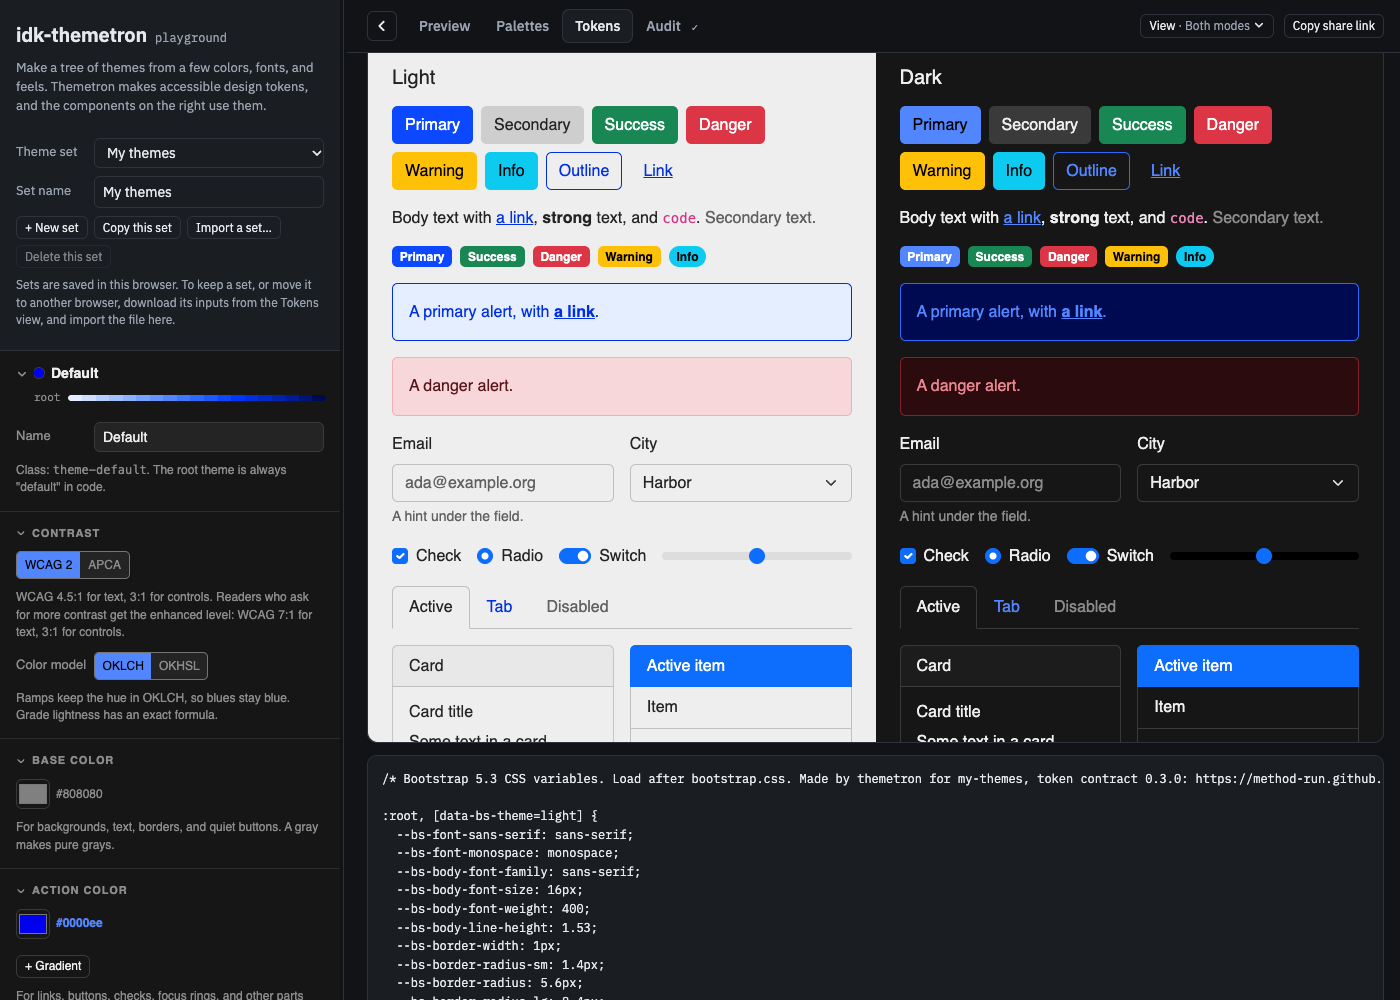 idk-themetron playground
Make a tree of themes from a few colors, fonts, and
feels. Themetron makes accessible design tokens,
and the components on the right use them.
Theme set
My themes
Set name
My themes
+ New set
Copy this set
Import a set...
Delete this set
Sets are saved in this browser. To keep a set, or move it
to another browser, download its inputs from the Tokens
view, and import the file here.
Default
root
Name
Default
Class: theme-default. The root theme is always
"default" in code.
CONTRAST
WCAG 2
APCA
WCAG 4.5:1 for text, 3:1 for controls. Readers who ask
for more contrast get the enhanced level: WCAG 7:1 for
text, 3:1 for controls.
Color model
OKLCH
OKHSL
Ramps keep the hue in OKLCH, so blues stay blue.
Grade lightness has an exact formula.
BASE COLOR
#808080
For backgrounds, text, borders, and quiet buttons. A gray
makes pure grays.
ACTION COLOR
#0000ee
+ Gradient
For links, buttons, checks, focus rings, and other parts
Preview
Palettes
Tokens
Audit ✓
View · Both modes
Copy share link
Light
Primary
Secondary
Success
Danger
Warning
Info
Outline
Link
Body text with a link, strong text, and code. Secondary text.
Primary
Success
Danger
Warning
Info
A primary alert, with a link.
A danger alert.
Email
City
ada@example.org
Harbor
A hint under the field.
Check
Radio
Switch
Active
Tab
Disabled
Card
Active item
Card title
Item
Some text in a card
Dark
Primary
Secondary
Success
Danger
Warning
Info
Outline
Link
Body text with a link, strong text, and code. Secondary text.
Primary
Success
Danger
Warning
Info
A primary alert, with a link.
A danger alert.
Email
City
ada@example.org
Harbor
A hint under the field.
Check
Radio
Switch
Active
Tab
Disabled
Card
Active item
Card title
Item
Some text in a card
/* Bootstrap 5.3 CSS variables. Load after bootstrap.css. Made by themetron for my-themes, token contract 0.3.0: https://method-run.github.
:root, [data-bs-theme=light] {
--bs-font-sans-serif: sans-serif;
--bs-font-monospace: monospace;
--bs-body-font-family: sans-serif;
--bs-body-font-size: 16px;
--bs-body-font-weight: 400;
--bs-body-line-height: 1.53;
--bs-border-width: 1px;
--bs-border-radius-sm: 1.4px;
--bs-border-radius: 5.6px;
--bs-border-radius-lg: 8.4px;